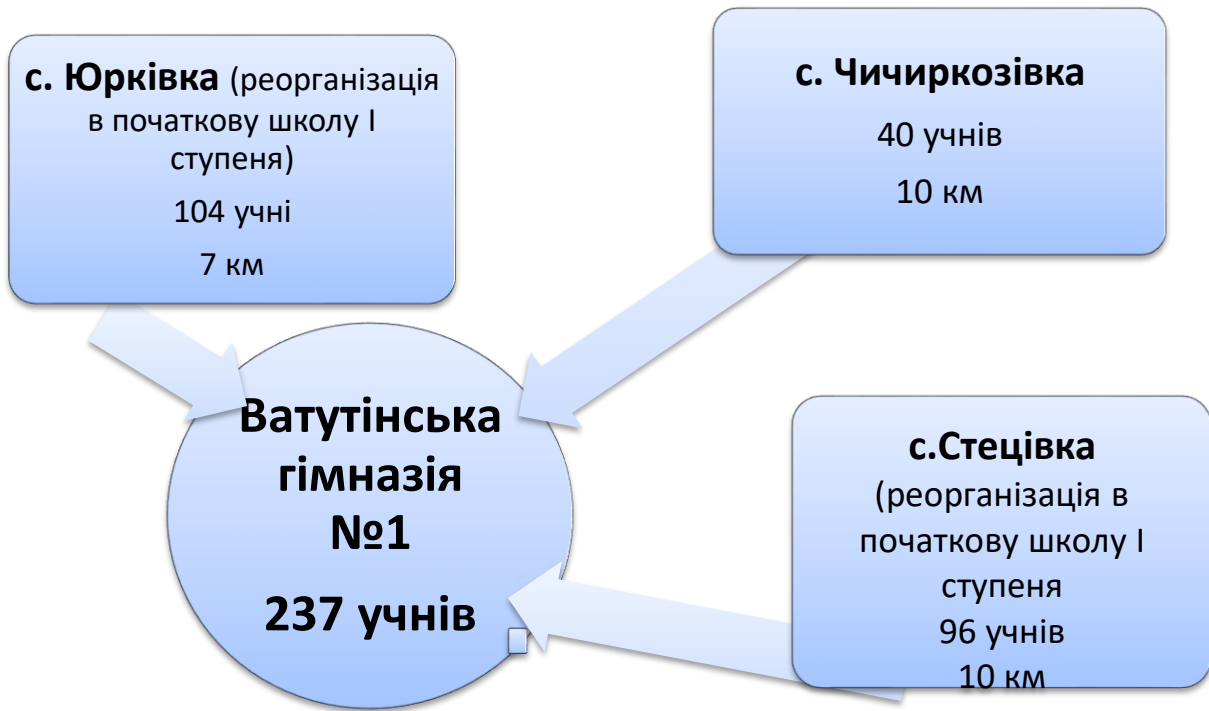 с. Юрківка (реорганізація
в початкову школу І
ступеня)
104 учні
7 км
с. Чичиркозівка
40 учнів
10 км
Ватутінська
гімназія
№1
237 учнів
с.Стецівка
(реорганізація в
початкову школу І
ступеня
96 учнів
10 км